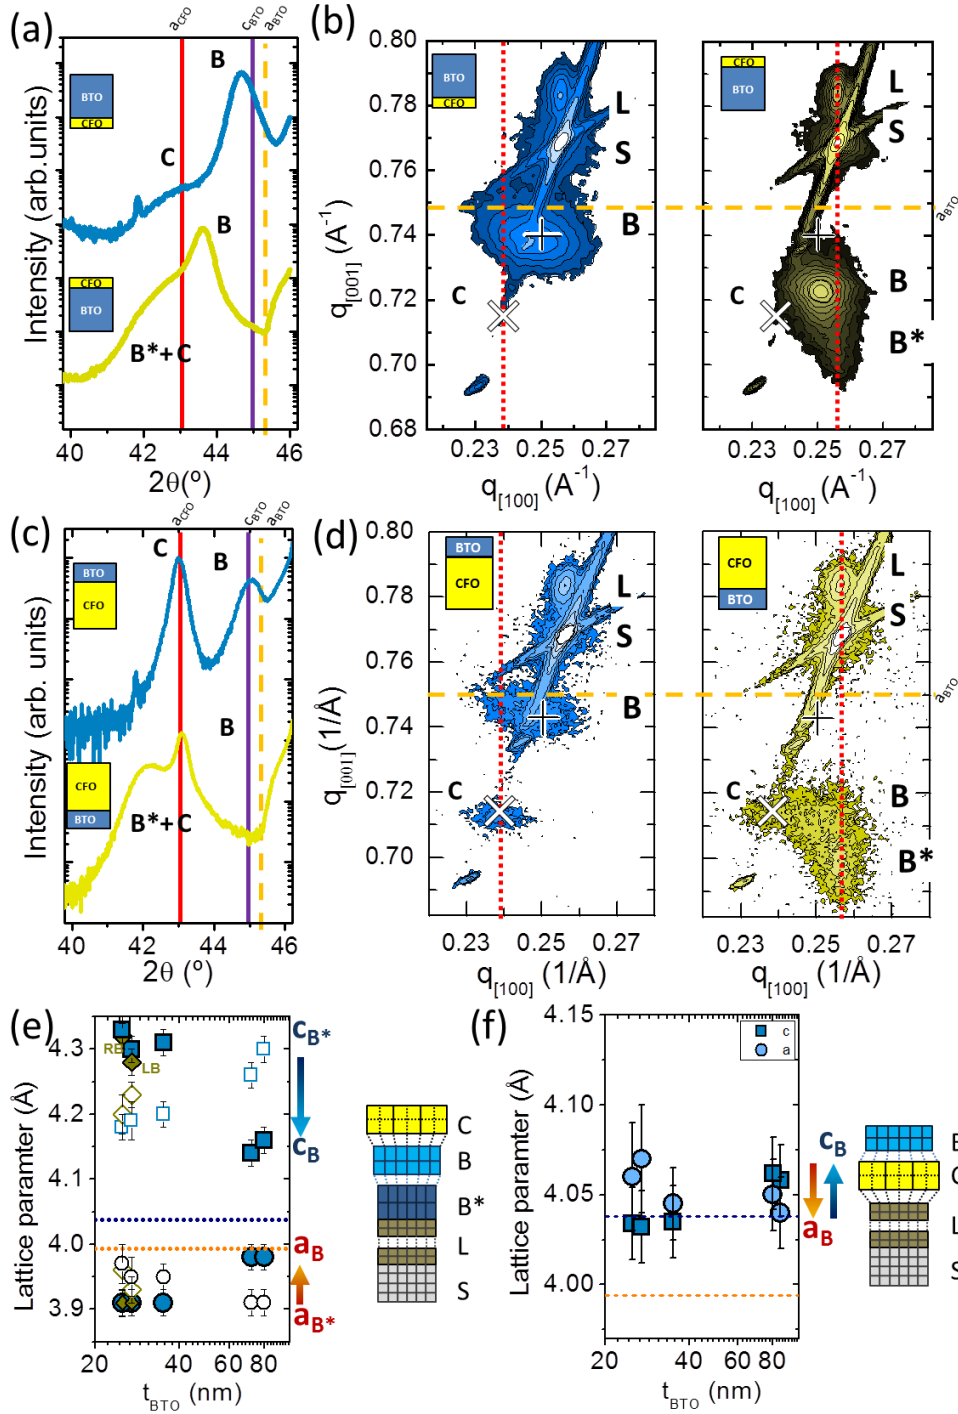 (a)
a_CFO
c_BTO
a_BTO
B
BTO
CFO
C
B
CFO
BTO
B*+C
Intensity (arb.units)
40 42 44 46
2θ(º)
(b)
0.80
0.78
0.76
0.74
0.72
0.70
0.68
q[001] (A⁻¹)
BTO
CFO
L
S
B
C
0.23 0.25 0.27
q[100] (A⁻¹)
CFO
BTO
L
S
a_BTO
B
C
B*
0.23 0.25 0.27
q[100] (A⁻¹)
(c)
a_CFO
c_BTO
a_BTO
C
B
BTO
CFO
B
CFO
BTO
B*+C
Intensity (arb. units)
40 42 44 46
2θ (º)
(d)
0.80
0.78
0.76
0.74
0.72
0.70
q[001] (1/Å)
BTO
CFO
L
S
B
C
0.23 0.25 0.27
q[100] (1/Å)
CFO
BTO
L
S
a_BTO
C
B
B*
0.23 0.25 0.27
q[100] (1/Å)
(e)
4.3
4.2
4.1
4.0
3.9
Lattice paramter (Å)
RB
LB
c_B*
c_B
a_B
a_B*
20 40 60 80
t_BTO (nm)
C
B
B*
L
S
(f)
4.15
4.10
4.05
4.00
Lattice paramter (Å)
c
a
c_B
a_B
20 40 60 80
t_BTO (nm)
B
C
L
S